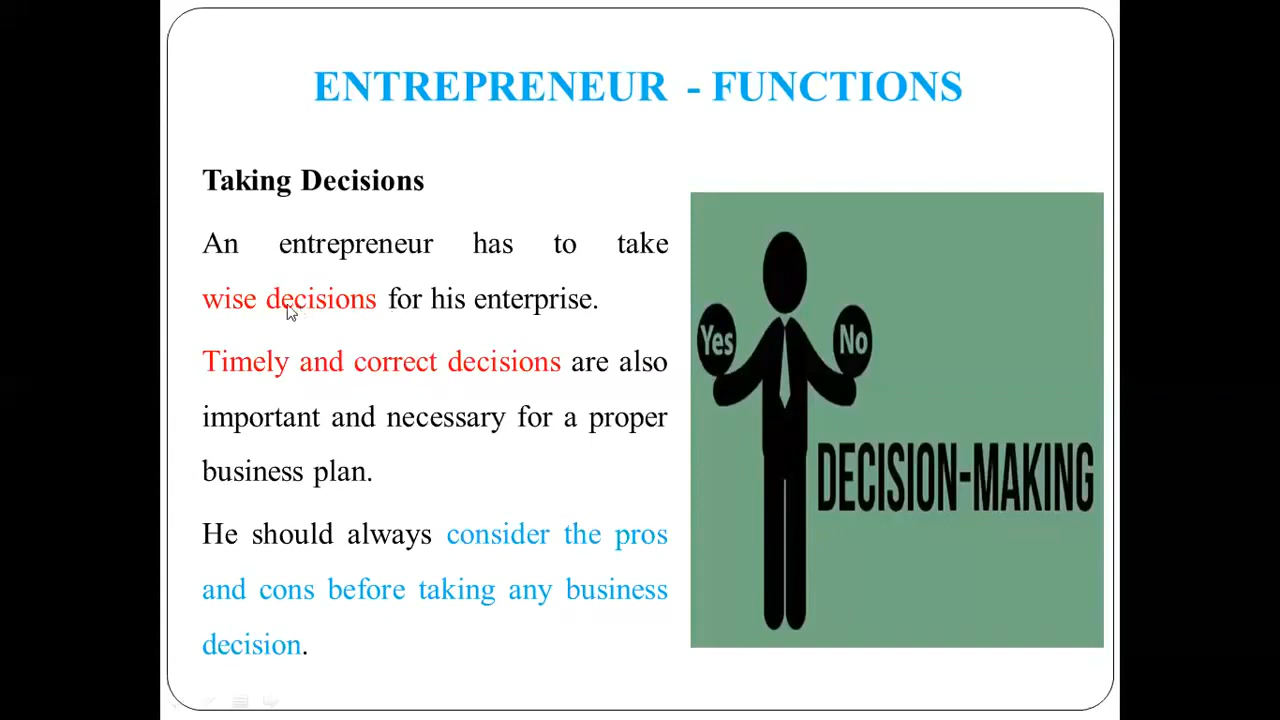 ENTREPRENEUR - FUNCTIONS
Taking Decisions
An entrepreneur has to take
wise decisions for his enterprise.
Timely and correct decisions are also
important and necessary for a proper
business plan.
He should always consider the pros
and cons before taking any business
decision.
Yes
No
DECISION-MAKING